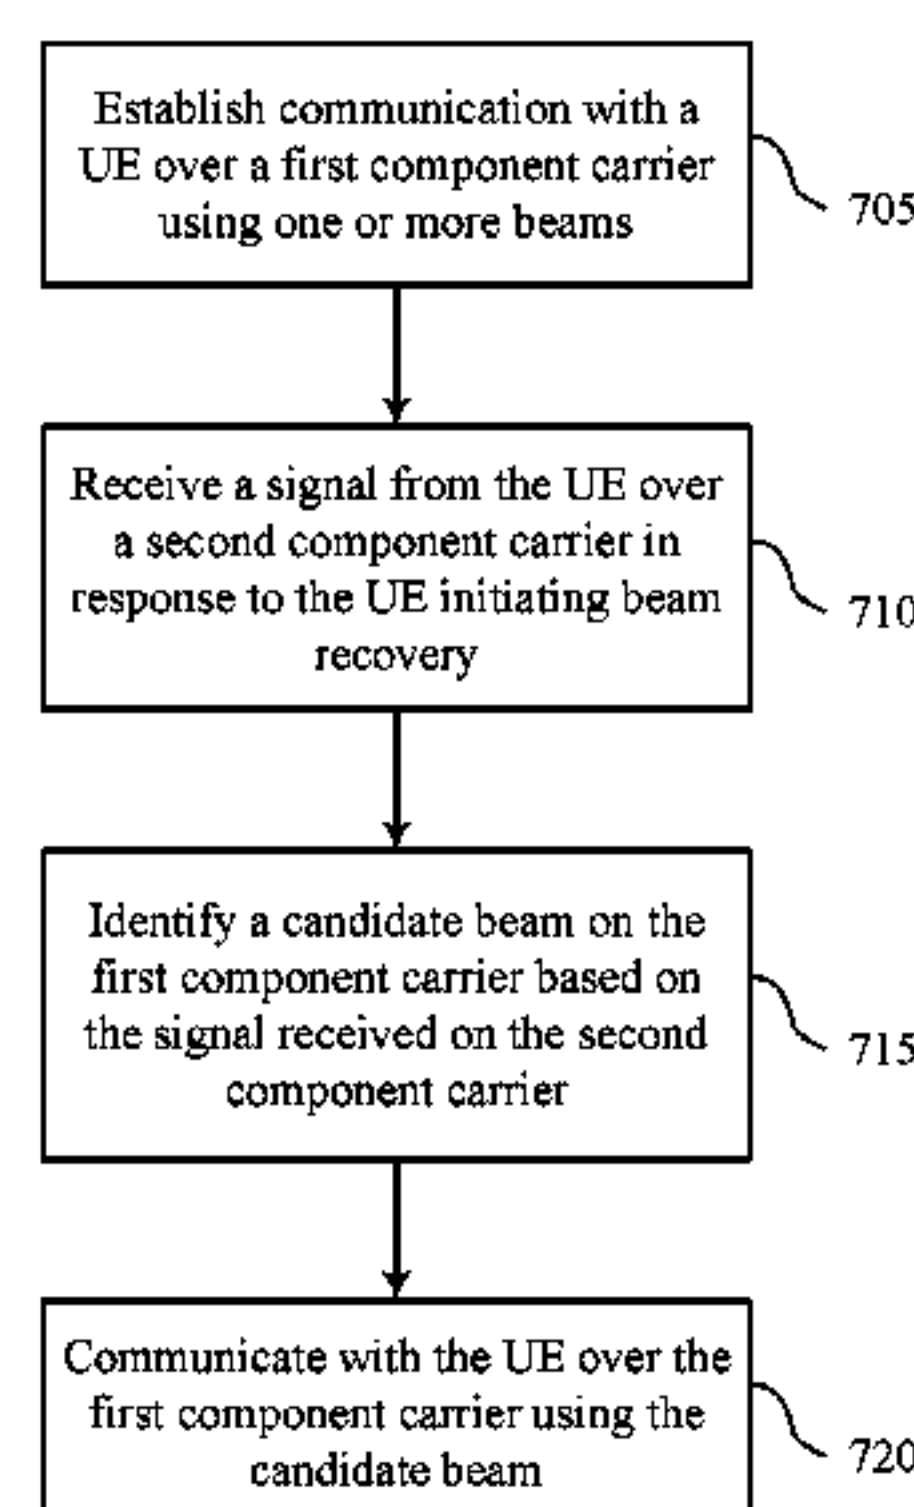 Establish communication with a
UE over a first component carrier
using one or more beams
705
Receive a signal from the UE over
a second component carrier in
response to the UE initiating beam
recovery
710
Identify a candidate beam on the
first component carrier based on
the signal received on the second
component carrier
715
Communicate with the UE over the
first component carrier using the
candidate beam
720